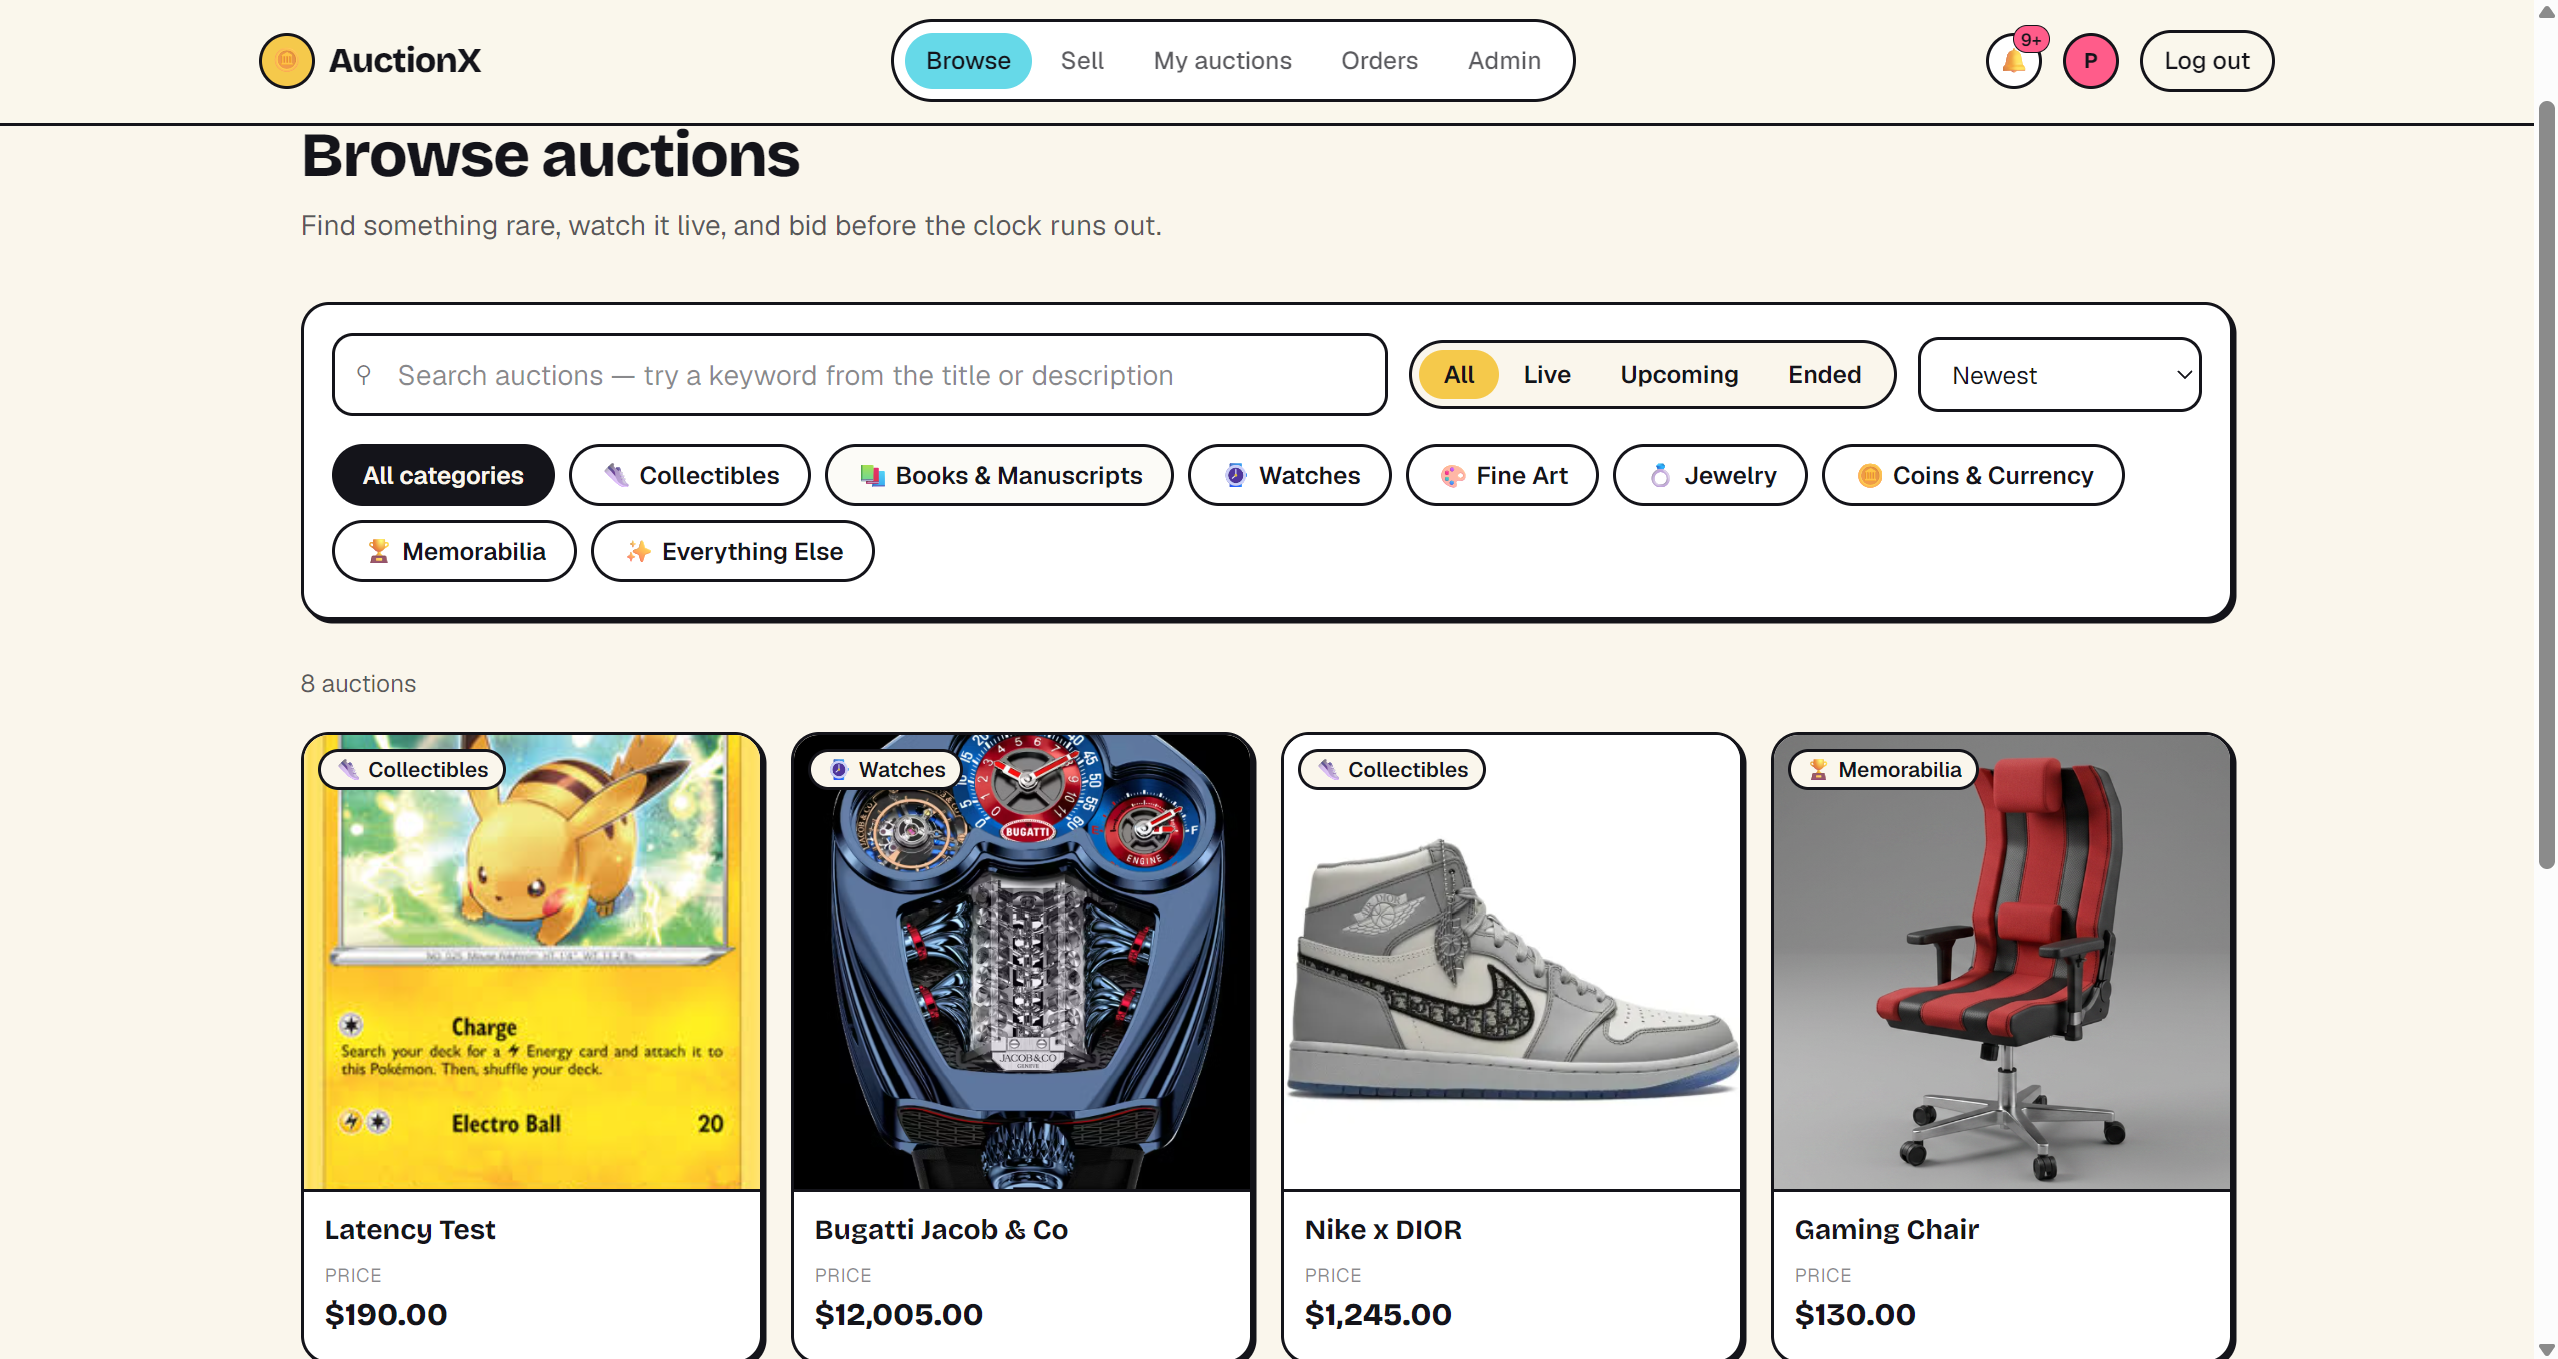 AuctionX
Browse
Sell
My auctions
Orders
Admin
9+
P
Log out
Browse auctions
Find something rare, watch it live, and bid before the clock runs out.
Search auctions — try a keyword from the title or description
All
Live
Upcoming
Ended
Newest
All categories
Collectibles
Books & Manuscripts
Watches
Fine Art
Jewelry
Coins & Currency
Memorabilia
Everything Else
8 auctions
Collectibles
Charge
Search your deck for a Energy card and attach it to
this Pokémon. Then, shuffle your deck.
Electro Ball 20
Latency Test
PRICE
$190.00
Watches
BUGATTI
ENGINE
JACOB&CO
GENEVE
Bugatti Jacob & Co
PRICE
$12,005.00
Collectibles
Nike x DIOR
PRICE
$1,245.00
Memorabilia
Gaming Chair
PRICE
$130.00